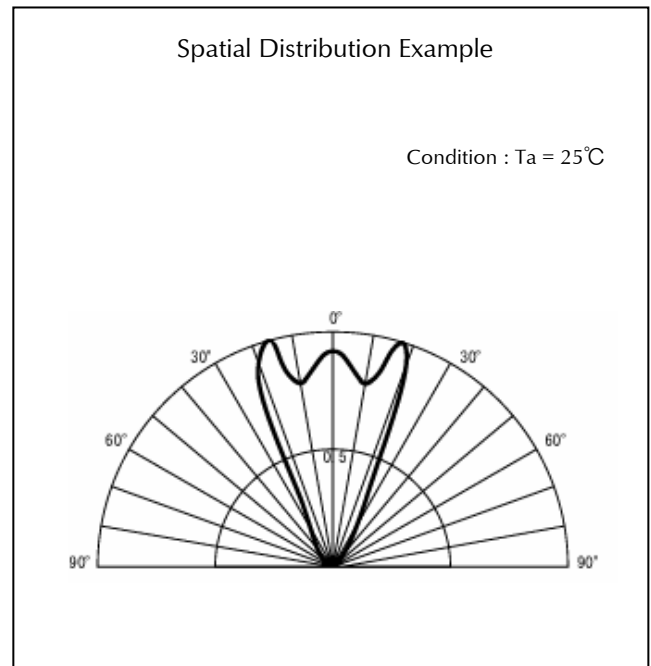 Spatial Distribution Example
Condition : Ta = 25℃
0°
30° 30°
60° 60°
0.5
90° 90°